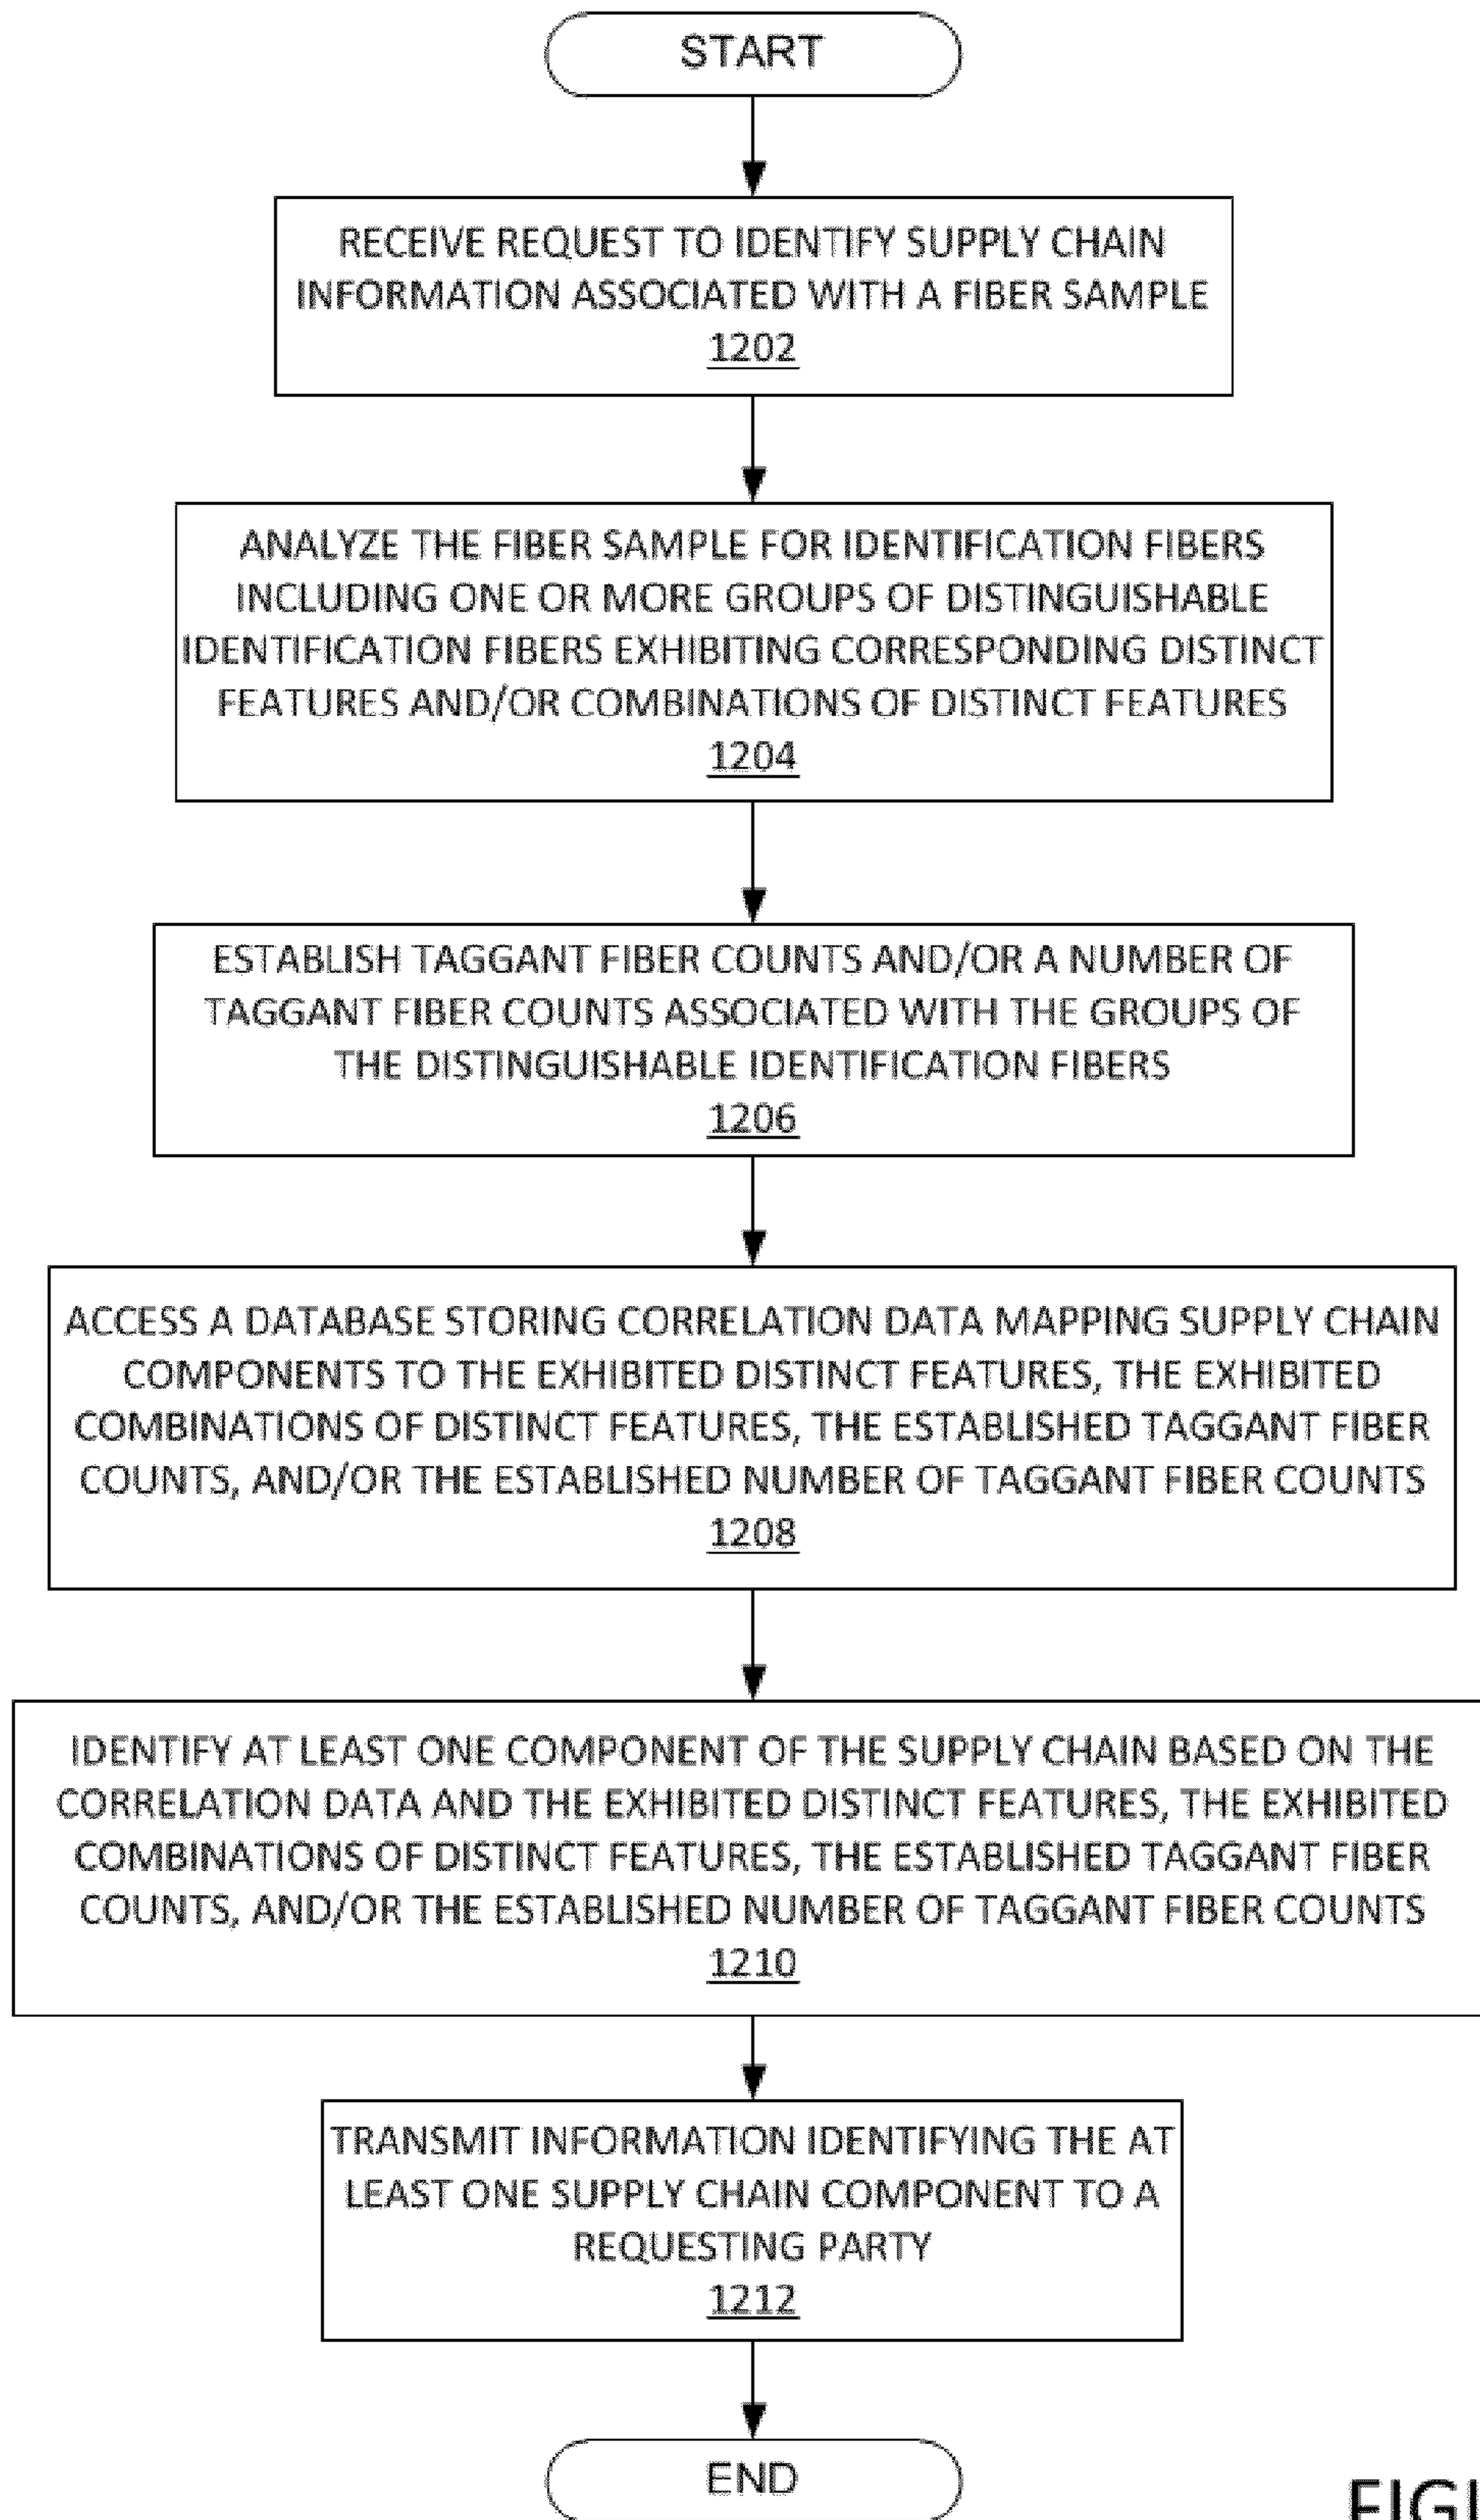 START
RECEIVE REQUEST TO IDENTIFY SUPPLY CHAIN
INFORMATION ASSOCIATED WITH A FIBER SAMPLE
1202
ANALYZE THE FIBER SAMPLE FOR IDENTIFICATION FIBERS
INCLUDING ONE OR MORE GROUPS OF DISTINGUISHABLE
IDENTIFICATION FIBERS EXHIBITING CORRESPONDING DISTINCT
FEATURES AND/OR COMBINATIONS OF DISTINCT FEATURES
1204
ESTABLISH TAGGANT FIBER COUNTS AND/OR A NUMBER OF
TAGGANT FIBER COUNTS ASSOCIATED WITH THE GROUPS OF
THE DISTINGUISHABLE IDENTIFICATION FIBERS
1206
ACCESS A DATABASE STORING CORRELATION DATA MAPPING SUPPLY CHAIN
COMPONENTS TO THE EXHIBITED DISTINCT FEATURES, THE EXHIBITED
COMBINATIONS OF DISTINCT FEATURES, THE ESTABLISHED TAGGANT FIBER
COUNTS, AND/OR THE ESTABLISHED NUMBER OF TAGGANT FIBER COUNTS
1208
IDENTIFY AT LEAST ONE COMPONENT OF THE SUPPLY CHAIN BASED ON THE
CORRELATION DATA AND THE EXHIBITED DISTINCT FEATURES, THE EXHIBITED
COMBINATIONS OF DISTINCT FEATURES, THE ESTABLISHED TAGGANT FIBER
COUNTS, AND/OR THE ESTABLISHED NUMBER OF TAGGANT FIBER COUNTS
1210
TRANSMIT INFORMATION IDENTIFYING THE AT
LEAST ONE SUPPLY CHAIN COMPONENT TO A
REQUESTING PARTY
1212
END